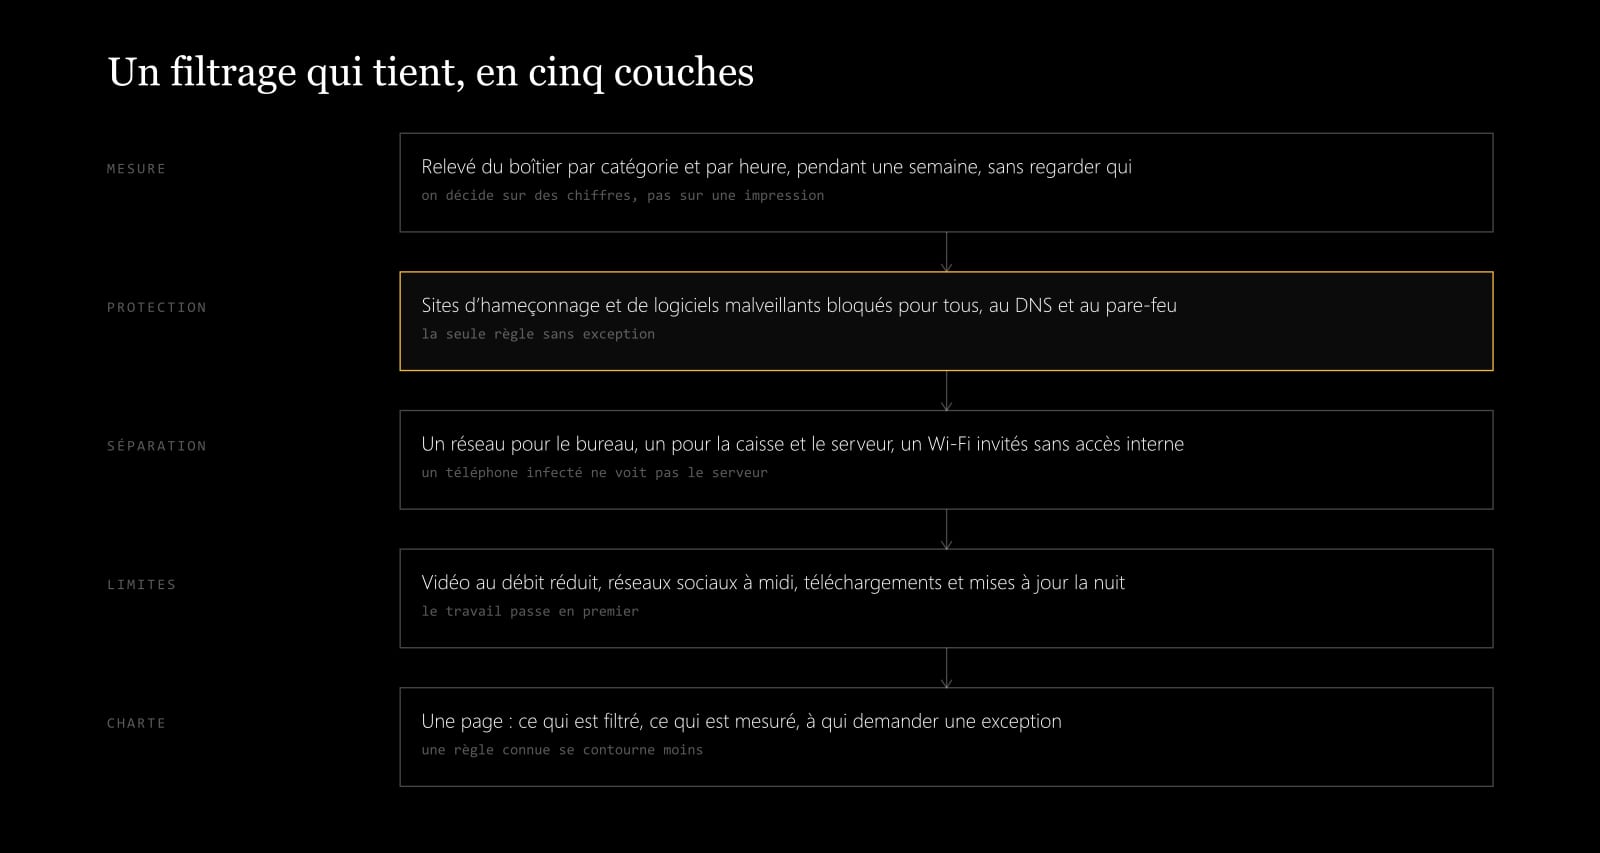 Un filtrage qui tient, en cinq couches
MESURE
Relevé du boîtier par catégorie et par heure, pendant une semaine, sans regarder qui
on décide sur des chiffres, pas sur une impression
PROTECTION
Sites d’hameçonnage et de logiciels malveillants bloqués pour tous, au DNS et au pare-feu
la seule règle sans exception
SÉPARATION
Un réseau pour le bureau, un pour la caisse et le serveur, un Wi-Fi invités sans accès interne
un téléphone infecté ne voit pas le serveur
LIMITES
Vidéo au débit réduit, réseaux sociaux à midi, téléchargements et mises à jour la nuit
le travail passe en premier
CHARTE
Une page : ce qui est filtré, ce qui est mesuré, à qui demander une exception
une règle connue se contourne moins